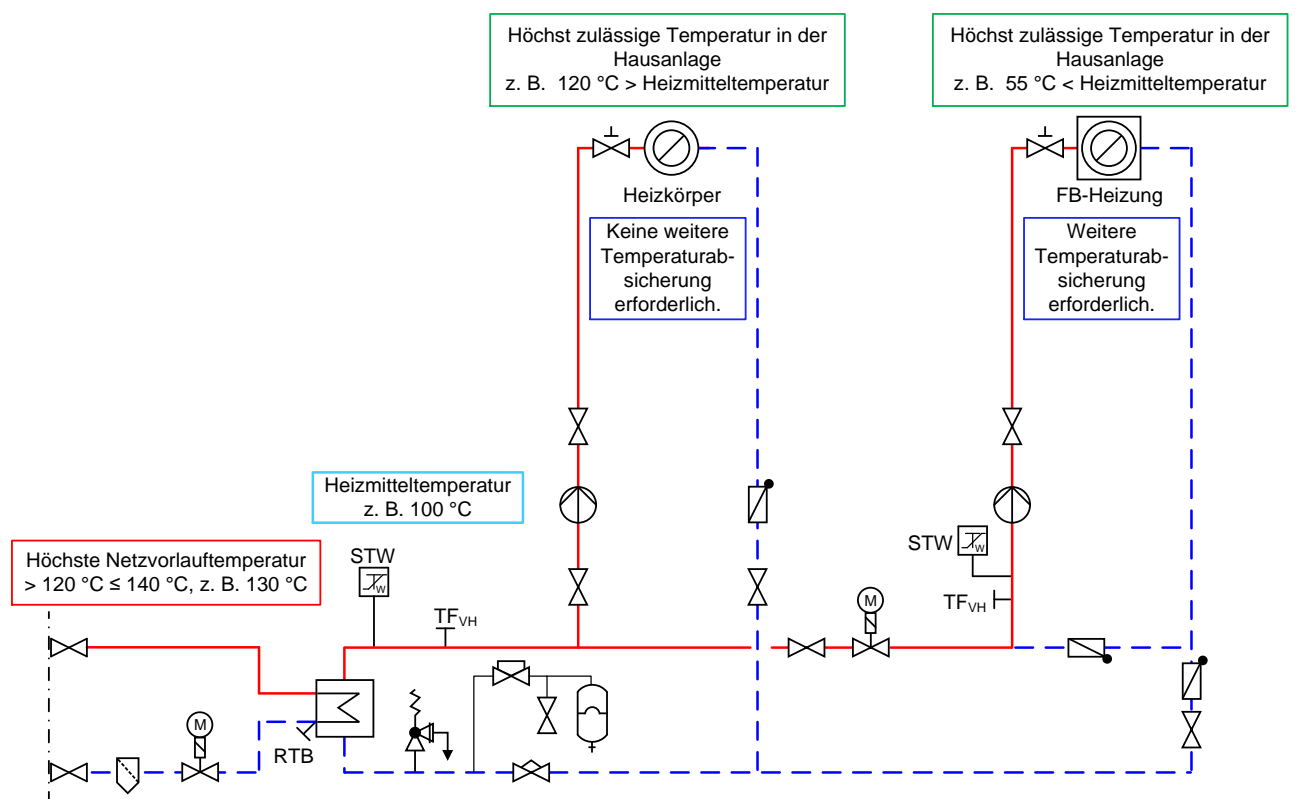 Höchst zulässige Temperatur in der
Hausanlage
z. B. 120 °C > Heizmitteltemperatur
Höchst zulässige Temperatur in der
Hausanlage
z. B. 55 °C < Heizmitteltemperatur
Heizkörper
FB-Heizung
Keine weitere
Temperaturab-
sicherung
erforderlich.
Weitere
Temperaturab-
sicherung
erforderlich.
Heizmitteltemperatur
z. B. 100 °C
Höchste Netzvorlauftemperatur
> 120 °C ≤ 140 °C, z. B. 130 °C
STW
W
TFVH
STW
W
TFVH
M
M
RTB